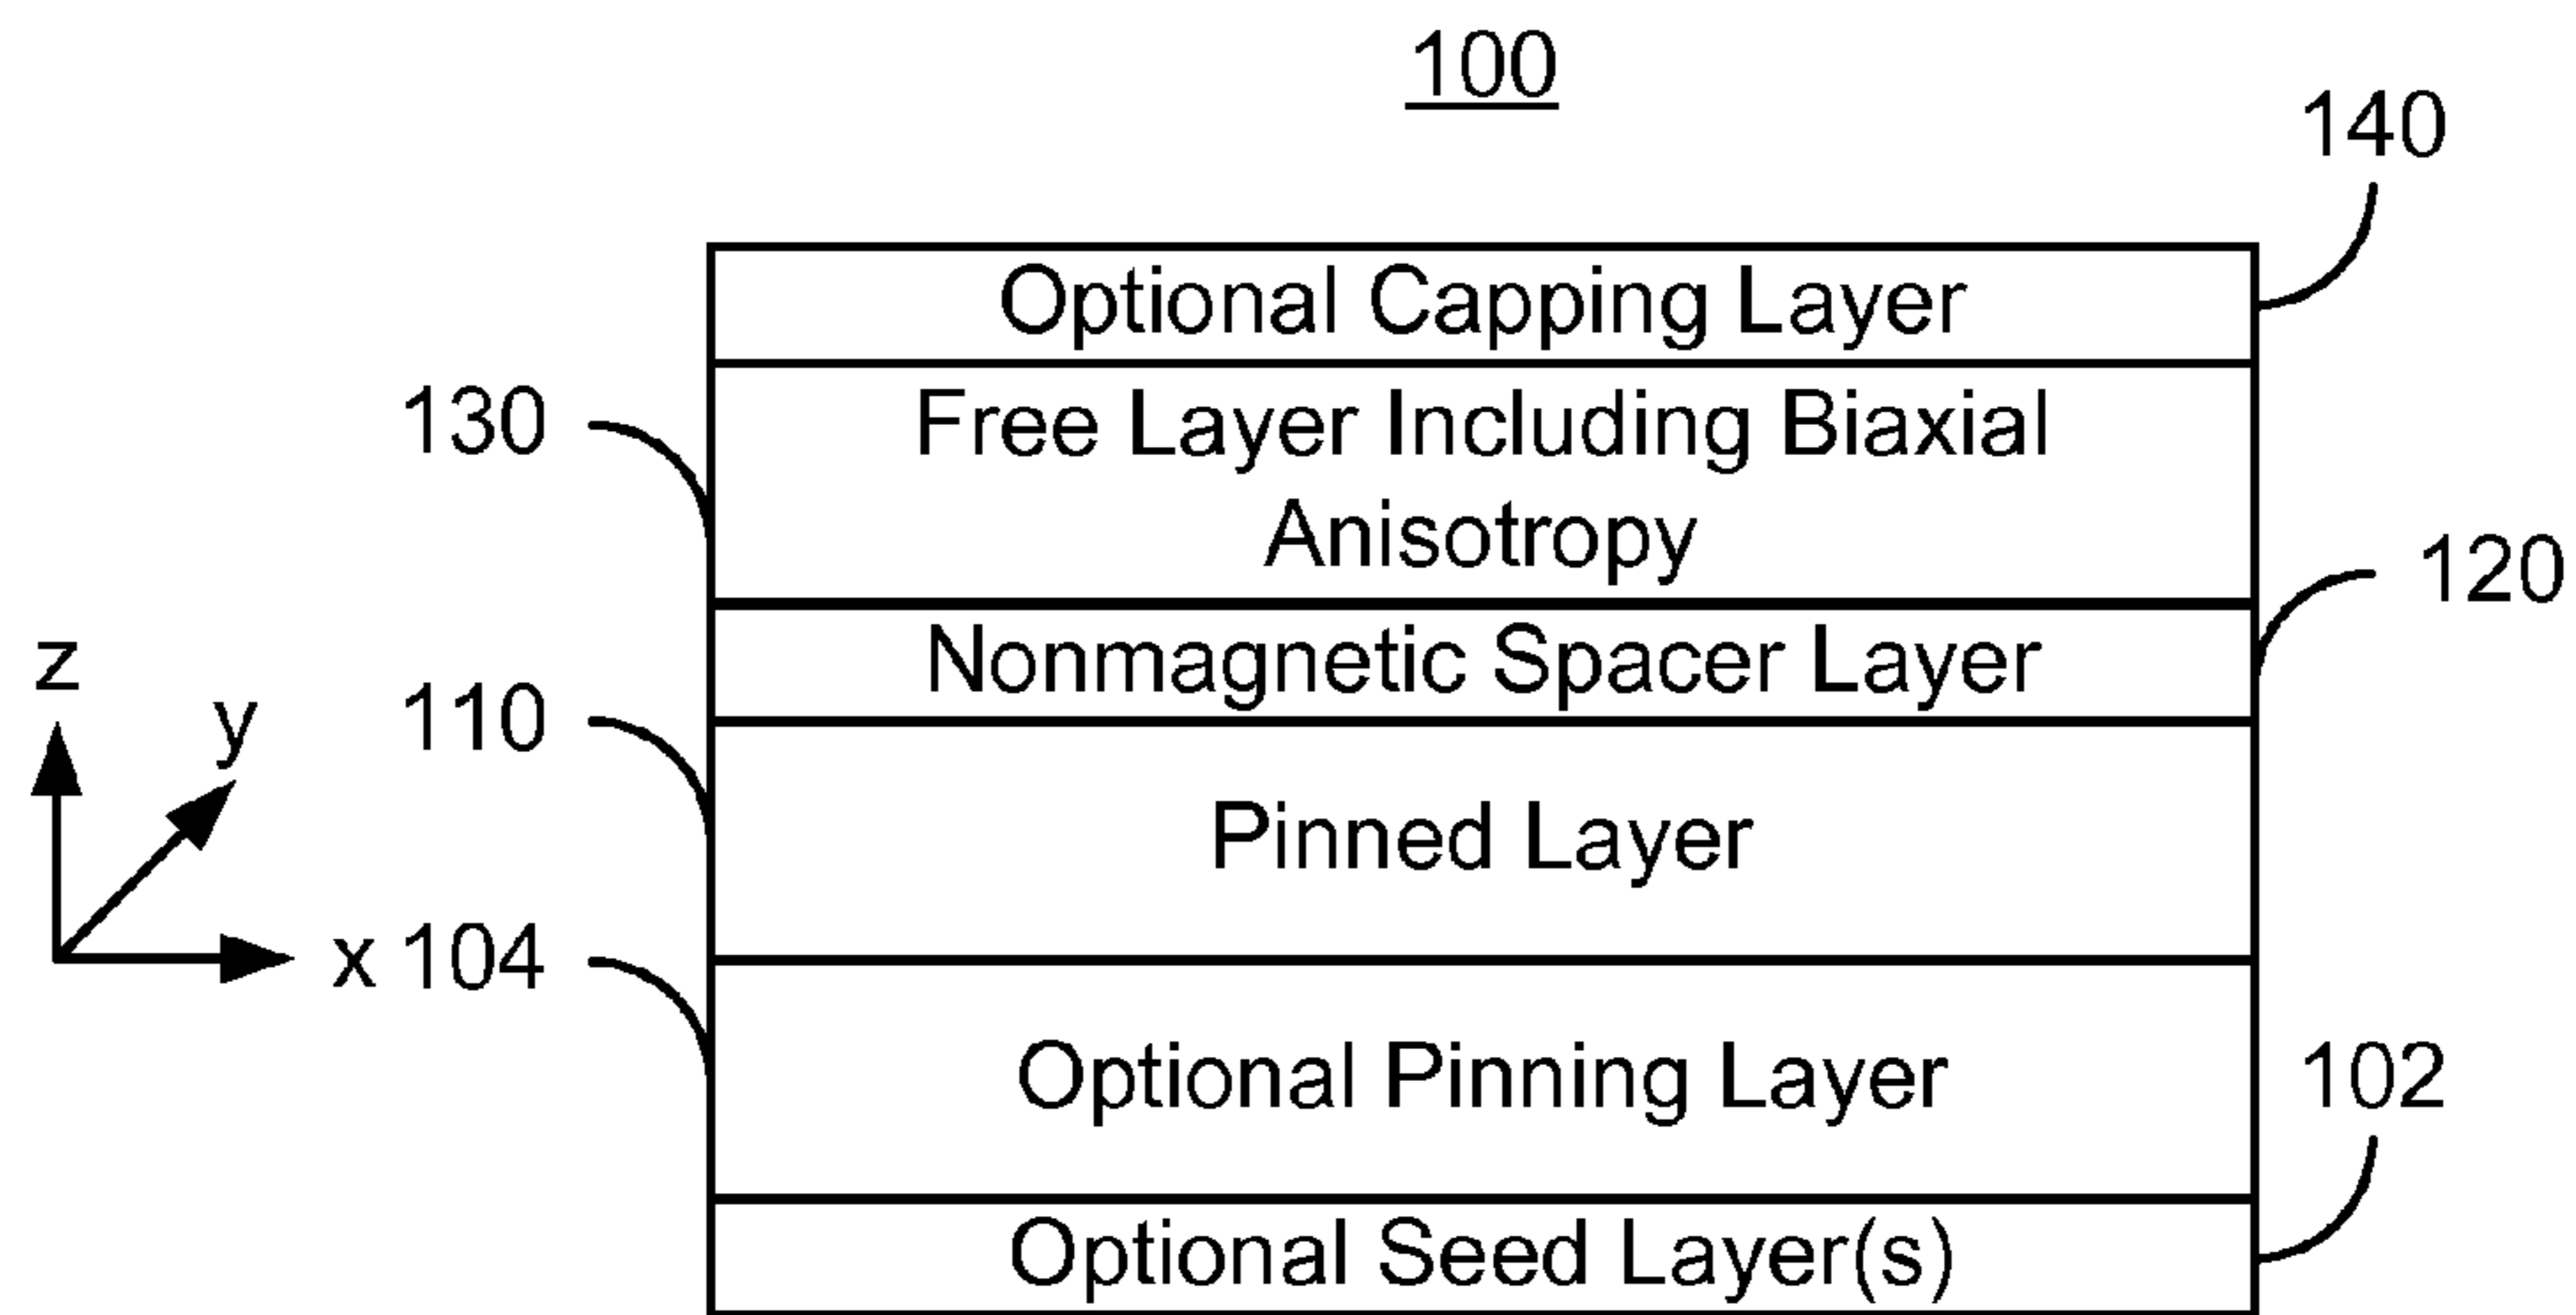 100
140
Optional Capping Layer
130
Free Layer Including Biaxial
Anisotropy
120
Nonmagnetic Spacer Layer
z
y
110
Pinned Layer
x
104
Optional Pinning Layer
102
Optional Seed Layer(s)